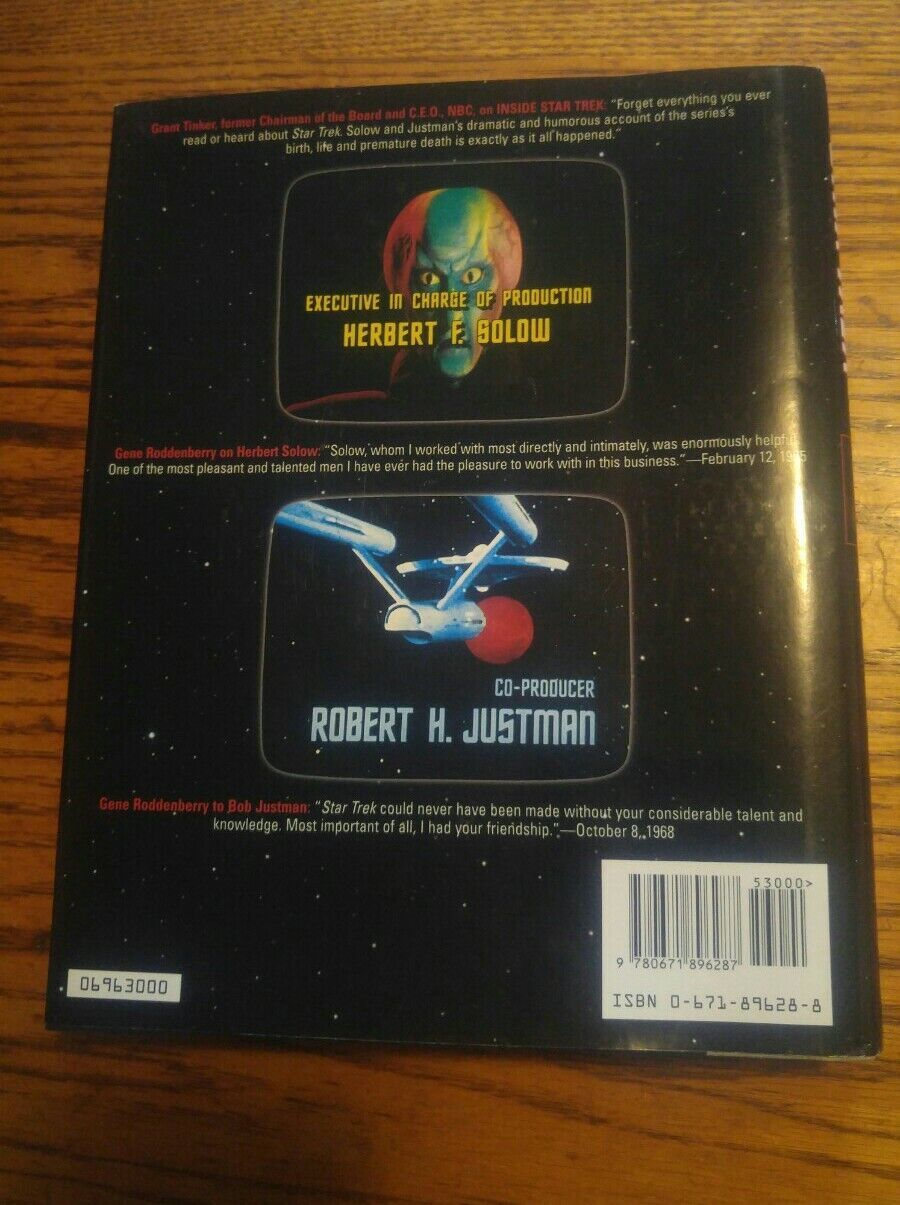 Grant Tinker, former Chairman of the Board and C.E.O., NBC, on INSIDE STAR TREK: "Forget everything you ever
read or heard about Star Trek. Solow and Justman's dramatic and humorous account of the series's
birth, life and premature death is exactly as it all happened."
EXECUTIVE IN CHARGE OF PRODUCTION
HERBERT F. SOLOW
Gene Roddenberry on Herbert Solow: "Solow, whom I worked with most directly and intimately, was enormously helpful.
One of the most pleasant and talented men I have ever had the pleasure to work with in this business."—February 12,
CO-PRODUCER
ROBERT H. JUSTMAN
Gene Roddenberry to Bob Justman: "Star Trek could never have been made without your considerable talent and
knowledge. Most important of all, I had your friendship."—October 8, 1968
53000>
9 780671 896287
ISBN 0-671-89628-8
06963000